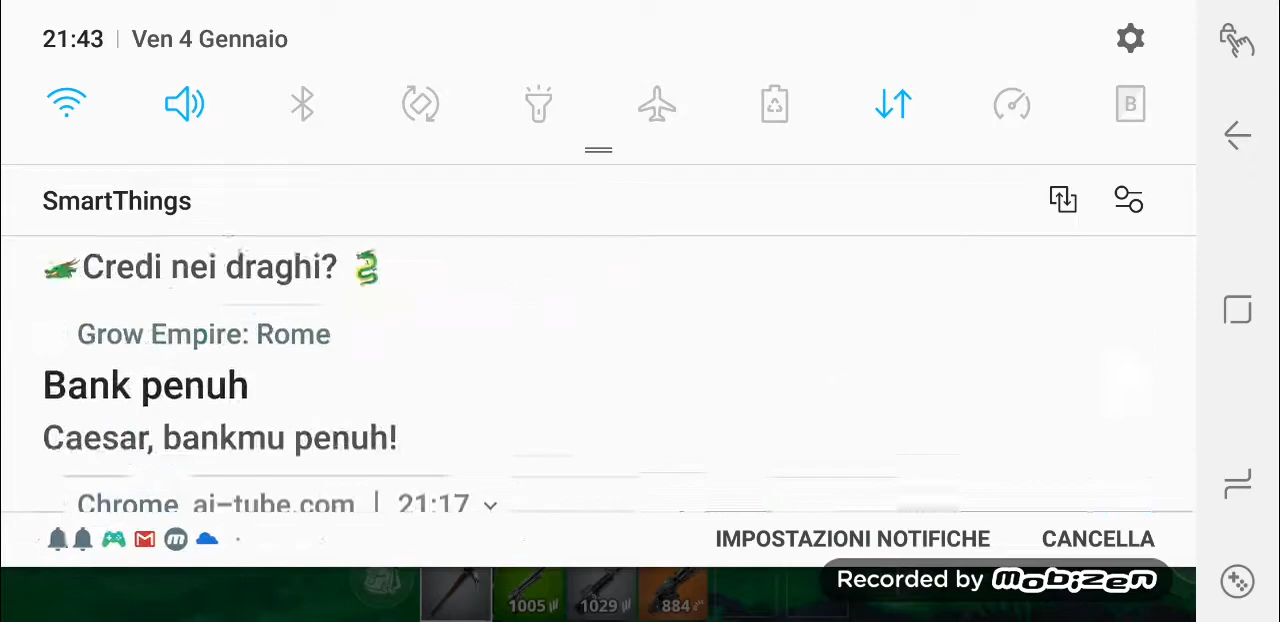 21:43 | Ven 4 Gennaio
B
SmartThings
Credi nei draghi?
Grow Empire: Rome
Bank penuh
Caesar, bankmu penuh!
Chrome ai-tube.com | 21:17
IMPOSTAZIONI NOTIFICHE CANCELLA
Recorded by mobizen
1005 1029 884